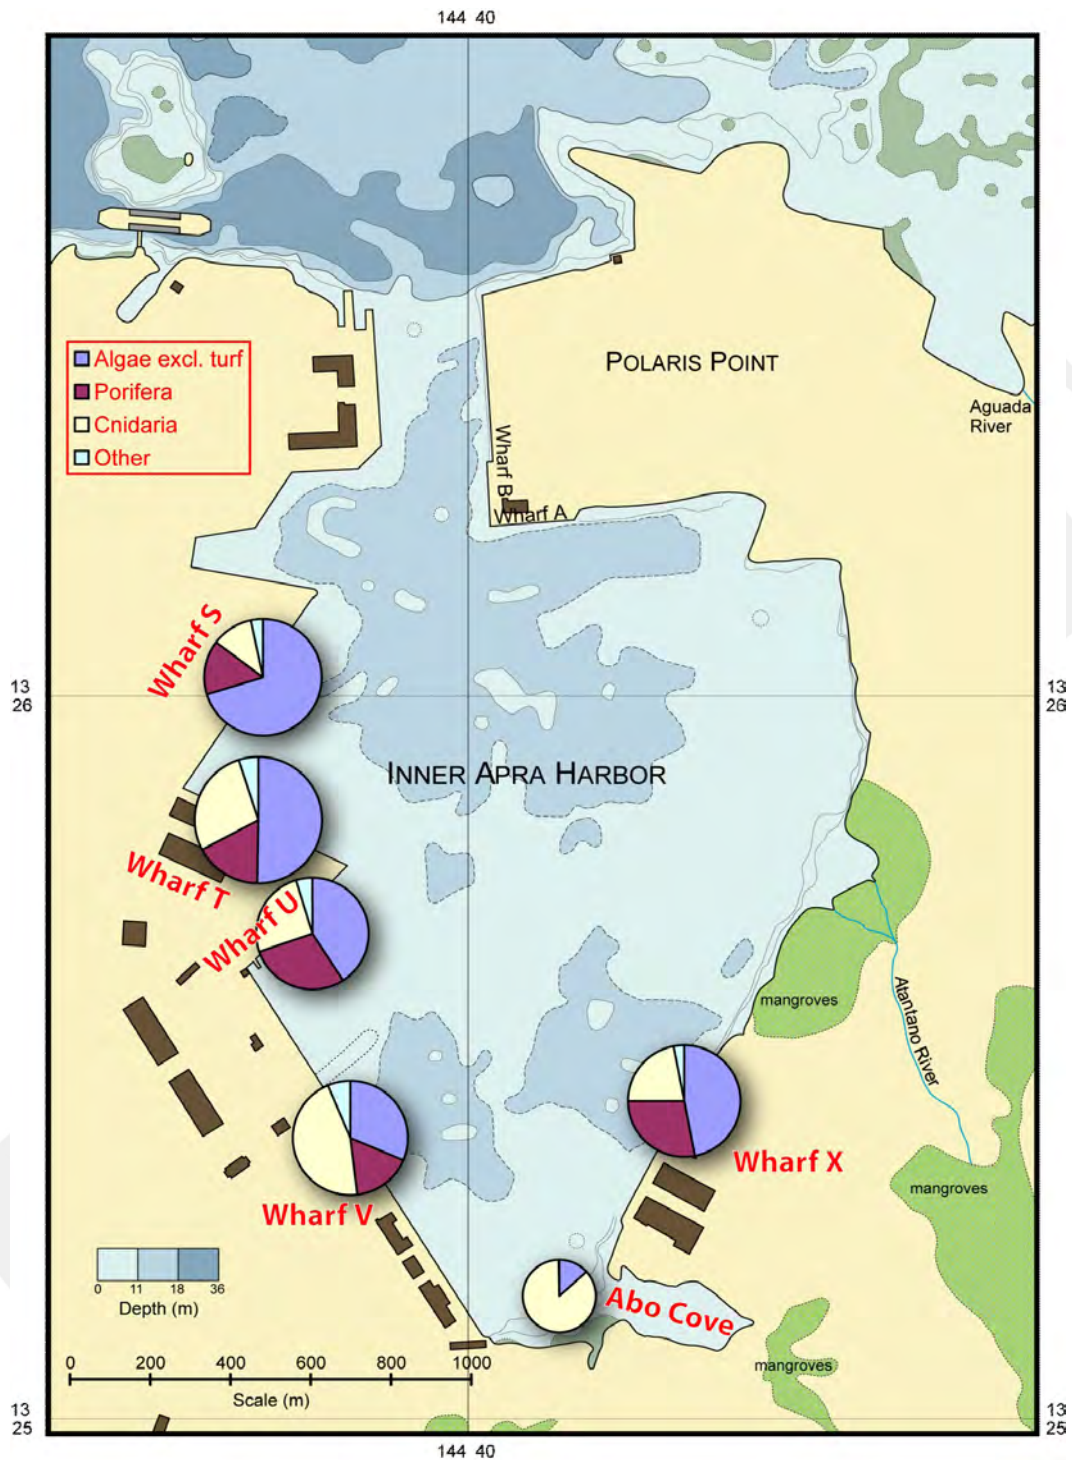 144 40
POLARIS POINT
Algae excl. turf
Porifera
Cnidaria
Other
Aguada
River
Wharf B
Wharf A
Wharf S
13
26
13
26
INNER APRA HARBOR
Wharf T
Wharf U
mangroves
Atantano River
Wharf X
mangroves
Wharf V
0 11 18 36
Depth (m)
Abo Cove
mangroves
0 200 400 600 800 1000
Scale (m)
13
25
13
25
144 40